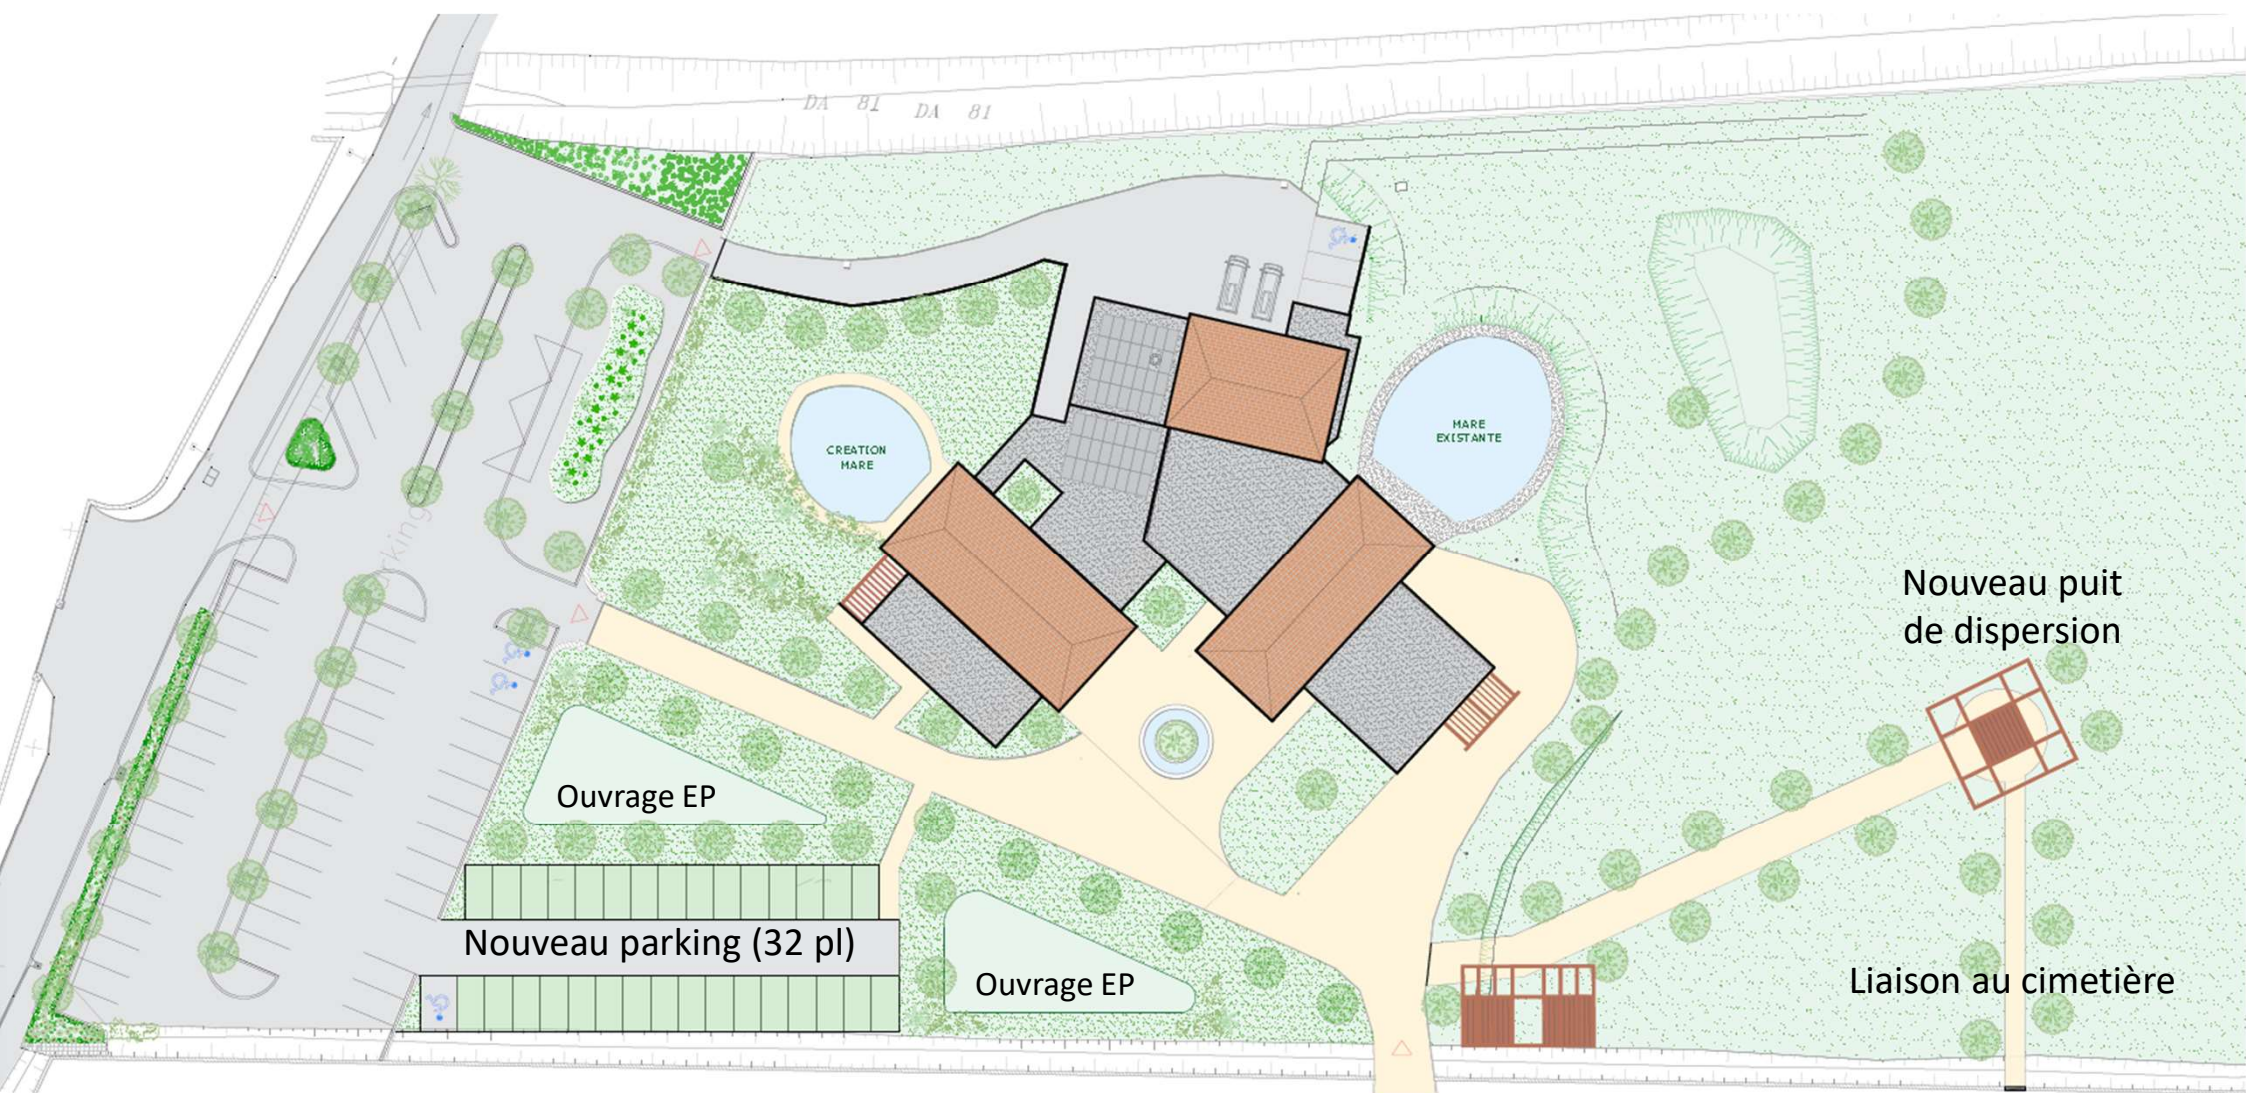 DA 81 DA 81
CREATION
MARE
MARE
EXISTANTE
Nouveau puit
de dispersion
Ouvrage EP
Nouveau parking (32 pl)
Ouvrage EP
Liaison au cimetière